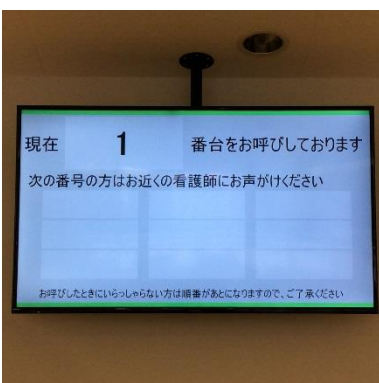 現在 1 番台をお呼びしております
次の番号の方はお近くの看護師にお声がけください
お呼びしたときにいらっしゃらない方は順番があとになりますので、ご了承ください